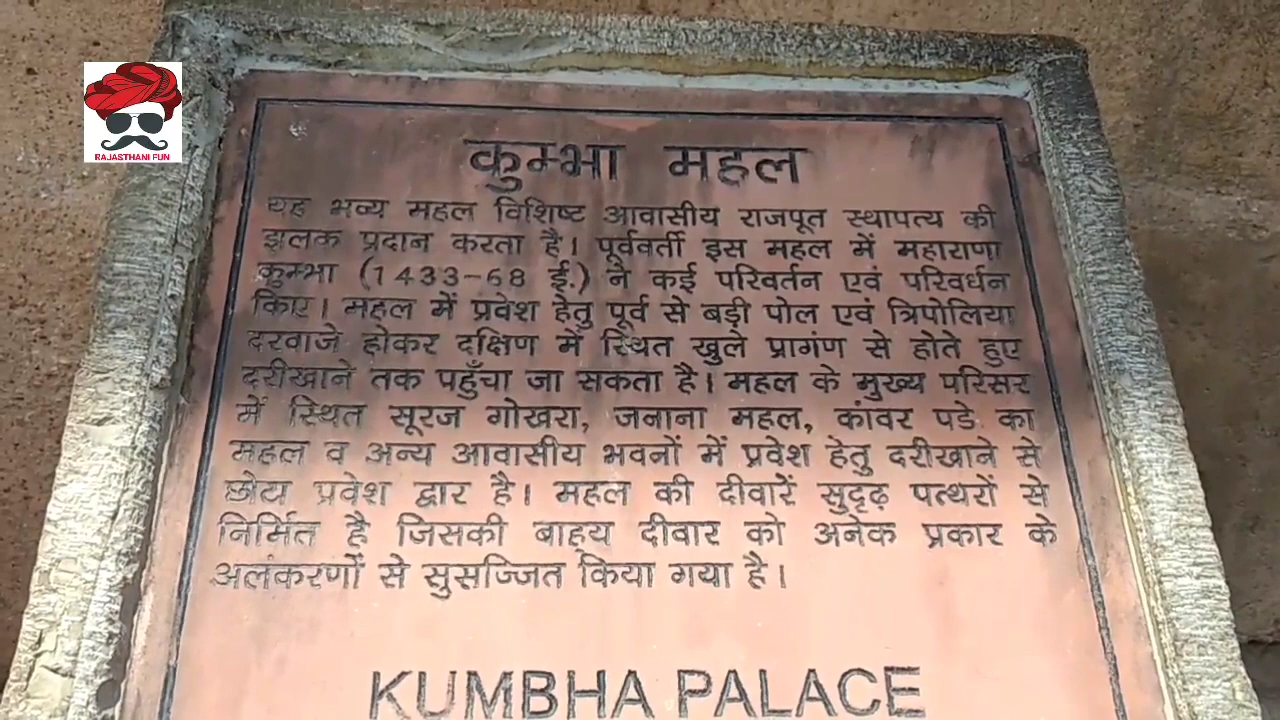 RAJASTHANI FUN
कुम्भा महल
यह भव्य महल विशिष्ट आवासीय राजपूत स्थापत्य की
झलक प्रदान करता है। पूर्ववर्ती इस महल में महाराणा
कुम्भा (1433-68 ई.) ने कई परिवर्तन एवं परिवर्धन
किए। महल में प्रवेश हेतु पूर्व से बड़ी पोल एवं त्रिपोलिया
दरवाजे होकर दक्षिण में स्थित खुले प्रागंण से होते हुए
दरीखाने तक पहुँचा जा सकता है। महल के मुख्य परिसर
में स्थित सूरज गोखरा, जनाना महल, कांवर पडे का
महल व अन्य आवासीय भवनों में प्रवेश हेतु दरीखाने से
छोटा प्रवेश द्वार है। महल की दीवारें सुदृढ़ पत्थरों से
निर्मित है जिसकी बाह्य दीवार को अनेक प्रकार के
अलंकरणों से सुसज्जित किया गया है।
KUMBHA PALACE